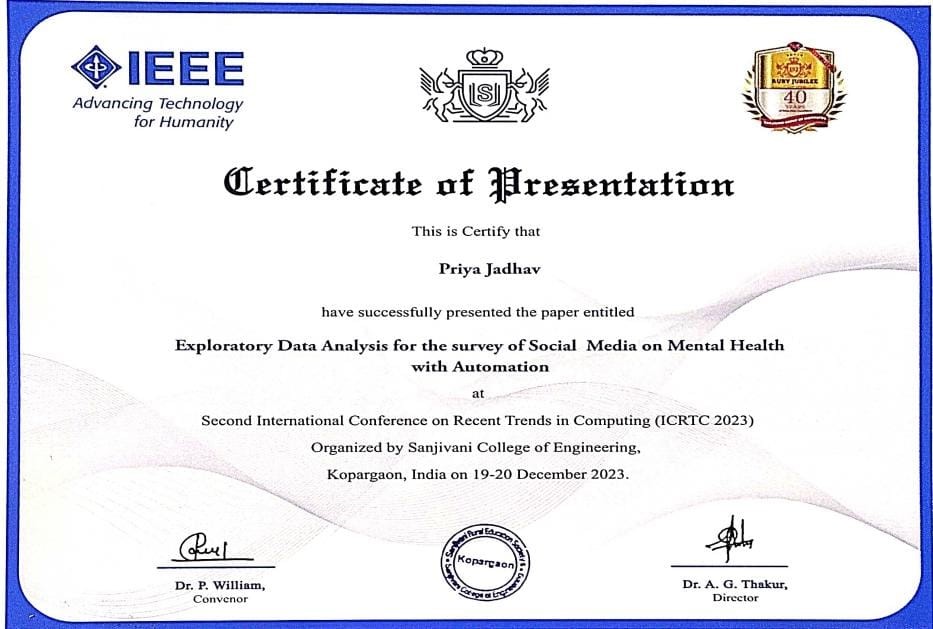 IEEE
Advancing Technology
for Humanity
RUBY JUBILEE
40
YEARS
Certificate of Presentation
This is Certify that
Priya Jadhav
have successfully presented the paper entitled
Exploratory Data Analysis for the survey of Social Media on Mental Health
with Automation
at
Second International Conference on Recent Trends in Computing (ICRTC 2023)
Organized by Sanjivani College of Engineering,
Kopargaon, India on 19-20 December 2023.
Sanjivani Rural Education Society's
Kopargaon
Sanjivani College of Engineering
Dr. P. William,
Convenor
Dr. A. G. Thakur,
Director